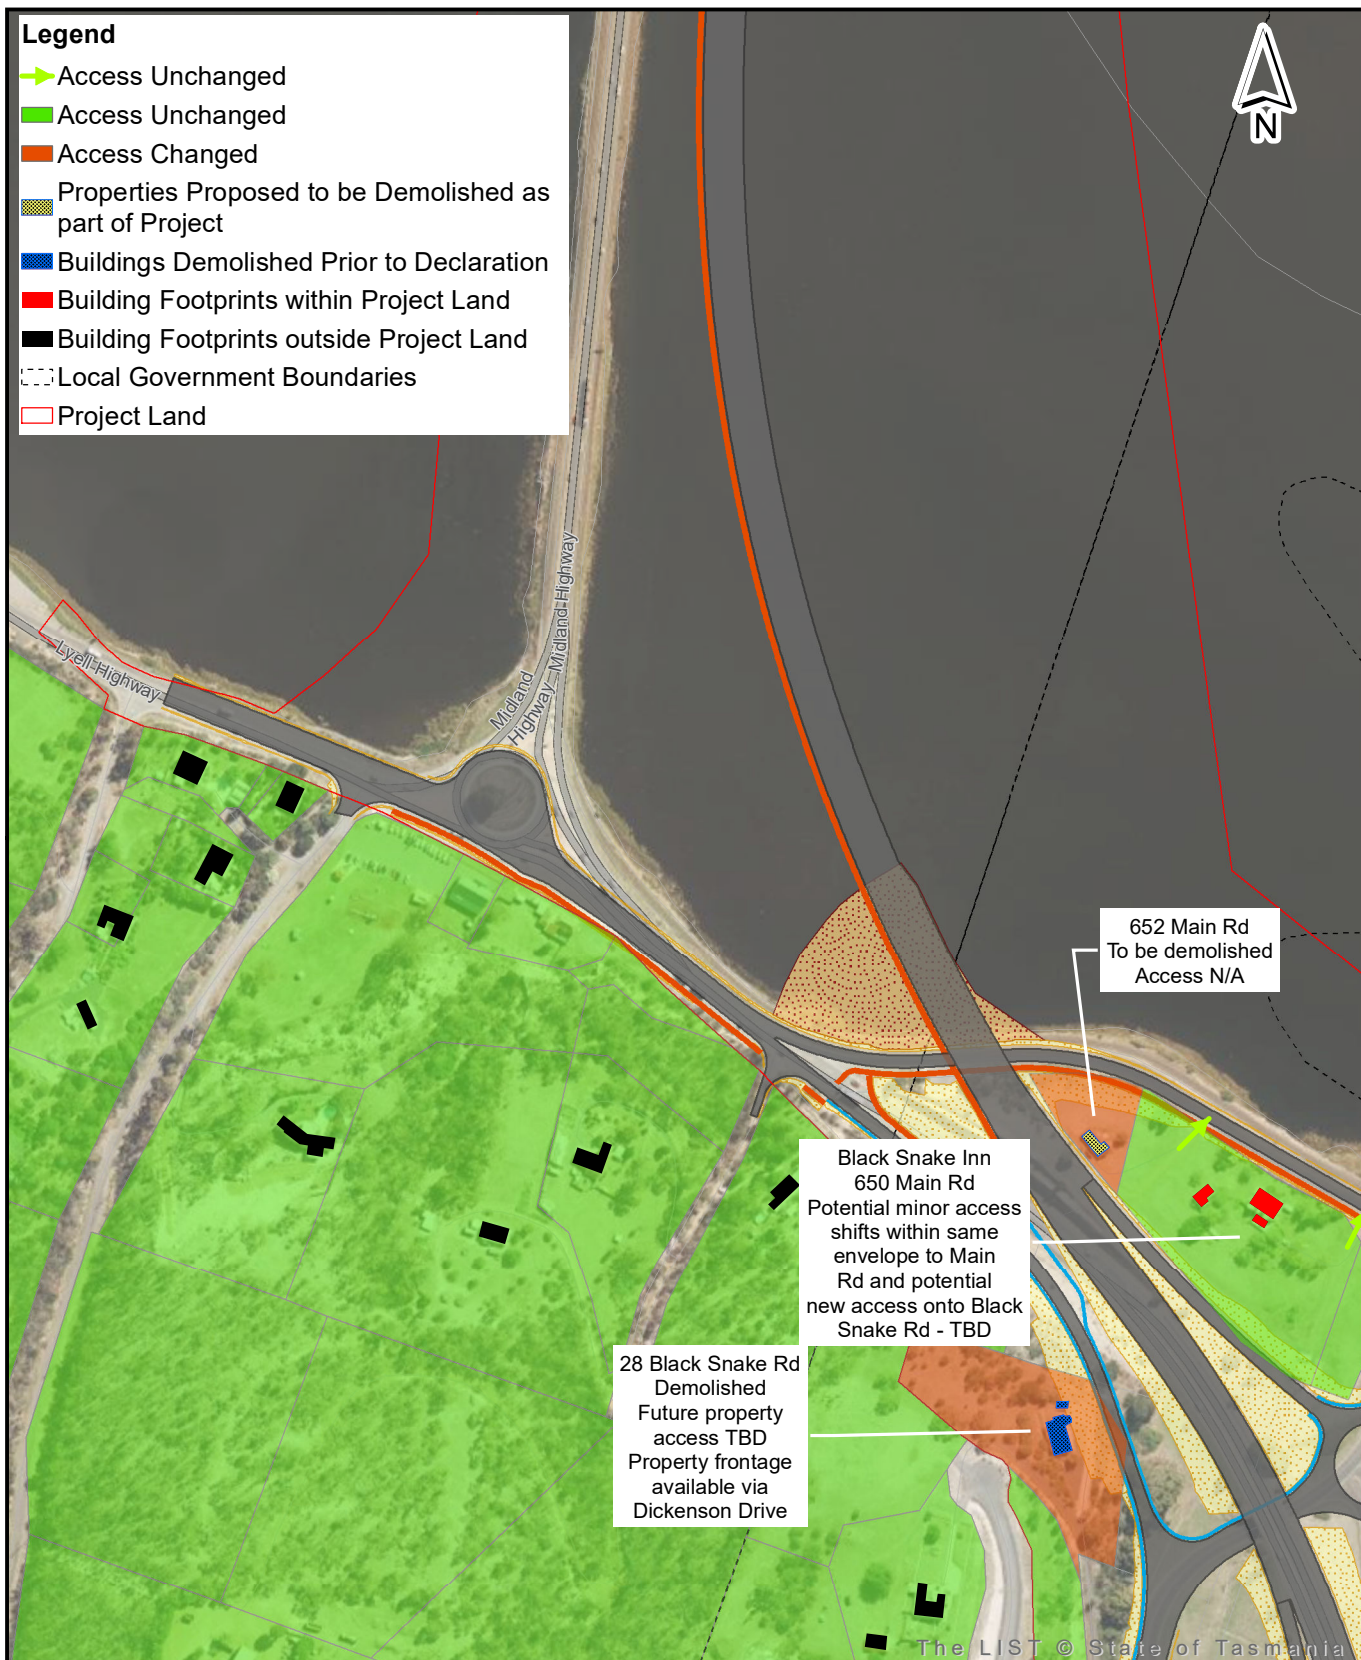 Legend
Access Unchanged
Access Unchanged
Access Changed
Properties Proposed to be Demolished as
part of Project
Buildings Demolished Prior to Declaration
Building Footprints within Project Land
Building Footprints outside Project Land
Local Government Boundaries
Project Land
N
Midland Highway
Midland
Highway
Lyell Highway
652 Main Rd
To be demolished
Access N/A
Black Snake Inn
650 Main Rd
Potential minor access
shifts within same
envelope to Main
Rd and potential
new access onto Black
Snake Rd - TBD
28 Black Snake Rd
Demolished
Future property
access TBD
Property frontage
available via
Dickenson Drive
The LIST © State of Tasmania